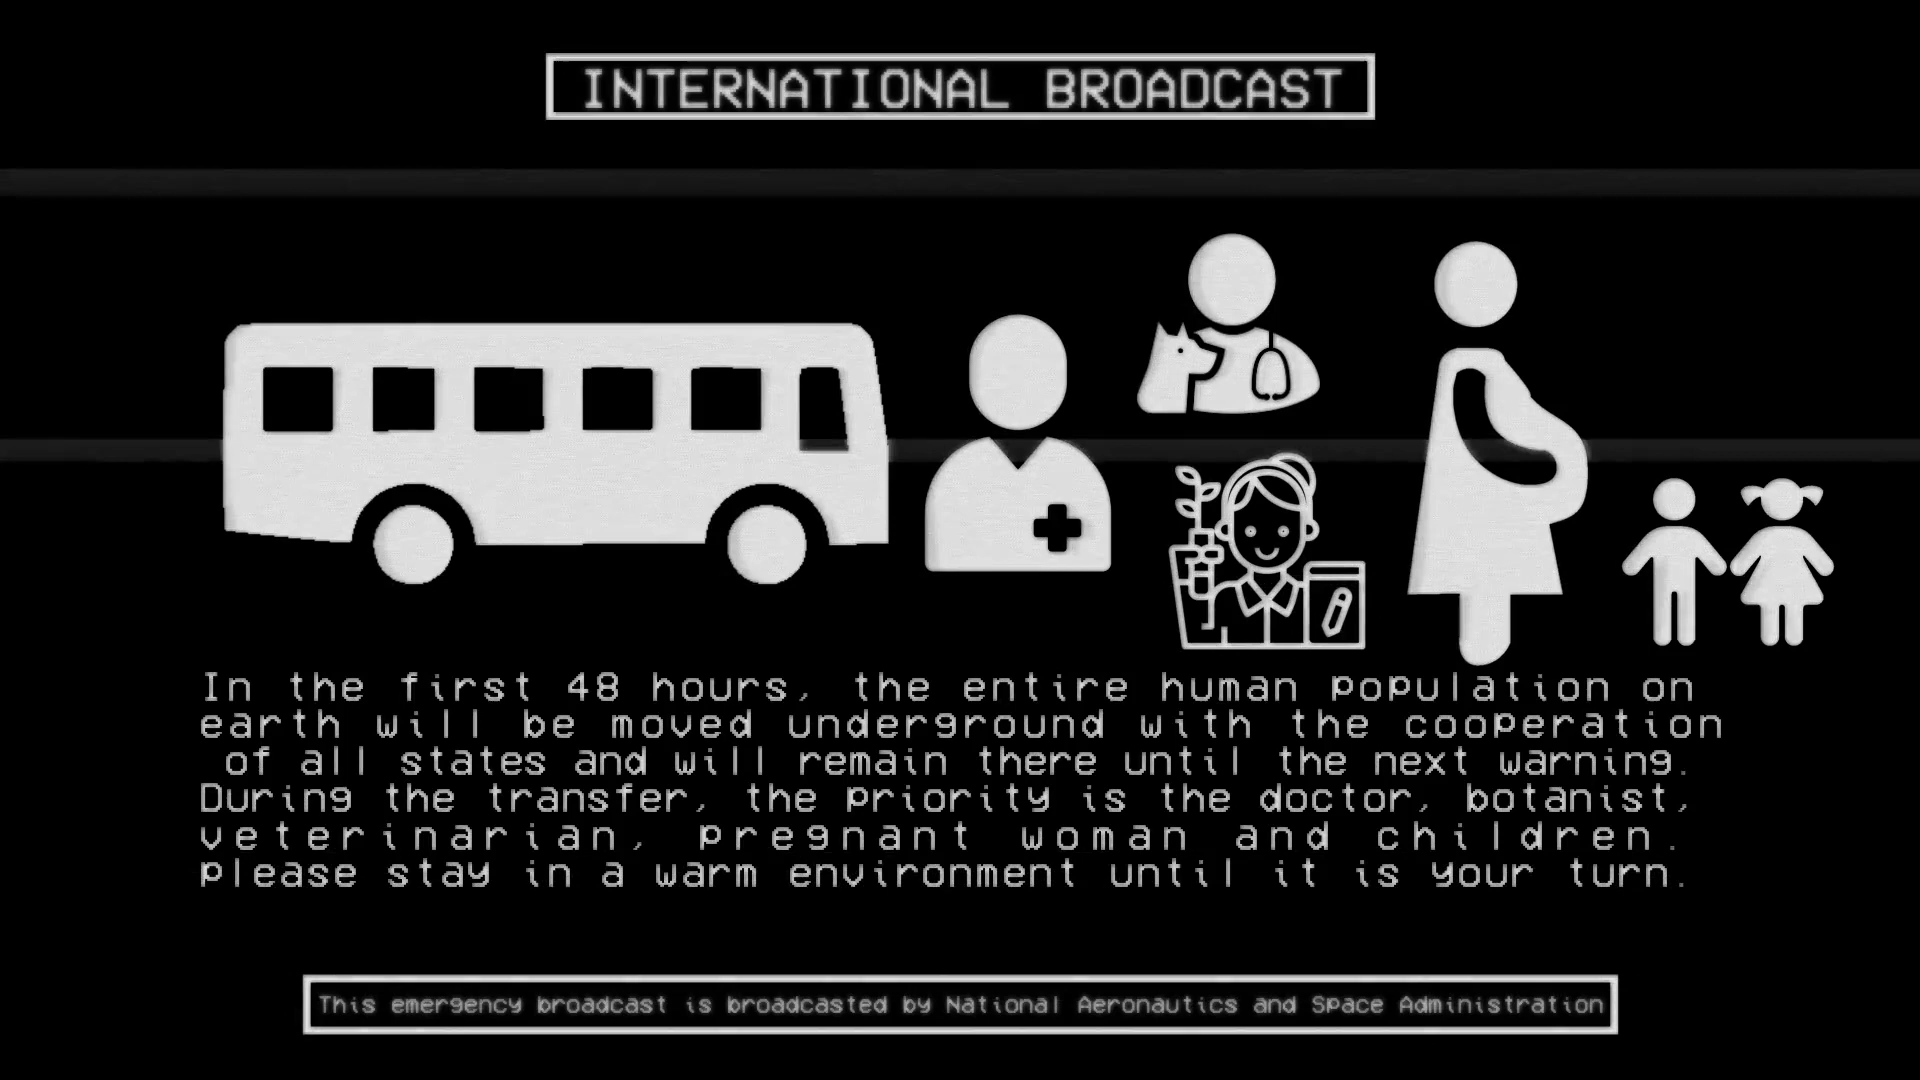 INTERNATIONAL BROADCAST
In the first 48 hours, the entire human population on
earth will be moved underground with the cooperation
of all states and will remain there until the next warning.
During the transfer, the priority is the doctor, botanist,
veterinarian, pregnant woman and children.
please stay in a warm environment until it is your turn.
This emergency broadcast is broadcasted by National Aeronautics and Space Administration